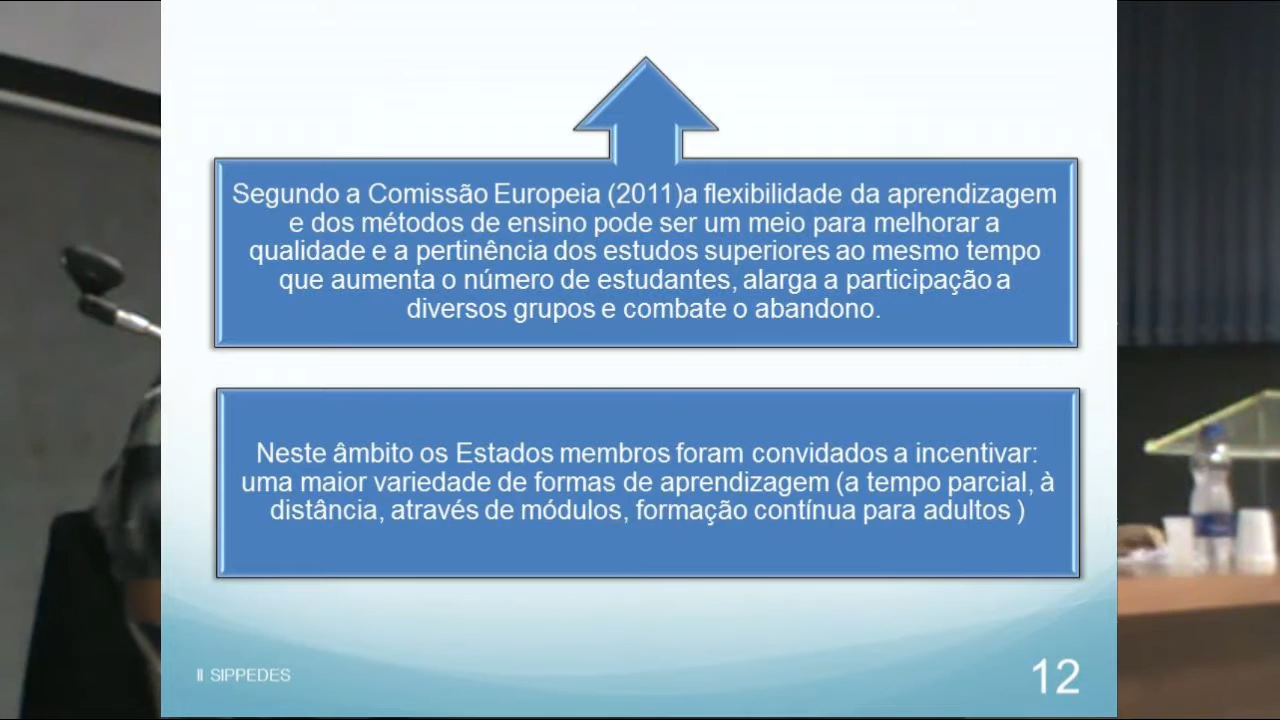 Segundo a Comissão Europeia (2011)a flexibilidade da aprendizagem
e dos métodos de ensino pode ser um meio para melhorar a
qualidade e a pertinência dos estudos superiores ao mesmo tempo
que aumenta o número de estudantes, alarga a participação a
diversos grupos e combate o abandono.
Neste âmbito os Estados membros foram convidados a incentivar:
uma maior variedade de formas de aprendizagem (a tempo parcial, à
distância, através de módulos, formação contínua para adultos )
II SIPPEDES
12